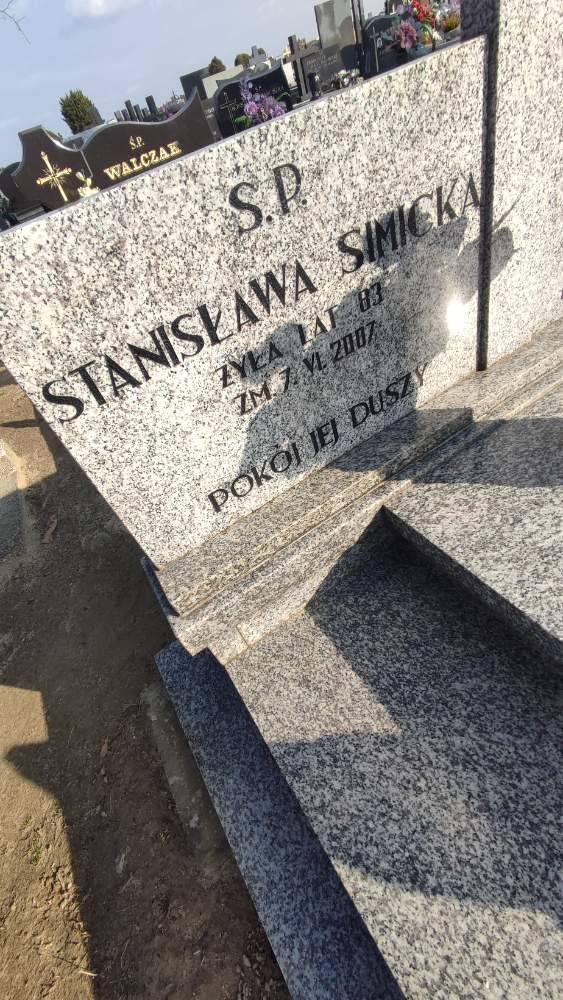 Ś.P.
WALCZAK
Ś.P.
STANISŁAWA SIMICKA
ŻYŁA LAT 83
ZM 7. VI. 2007
POKÓJ JEJ DUSZY